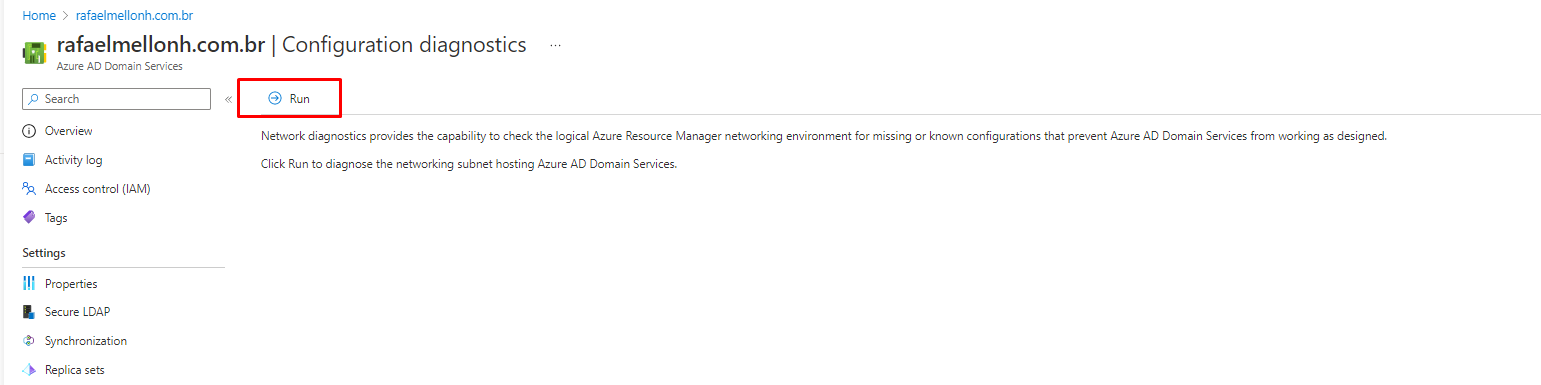 Home > rafaelmellonh.com.br
rafaelmellonh.com.br | Configuration diagnostics ...
Azure AD Domain Services
Search
«
Run
Overview
Activity log
Access control (IAM)
Tags
Settings
Properties
Secure LDAP
Synchronization
Replica sets
Network diagnostics provides the capability to check the logical Azure Resource Manager networking environment for missing or known configurations that prevent Azure AD Domain Services from working as designed.
Click Run to diagnose the networking subnet hosting Azure AD Domain Services.